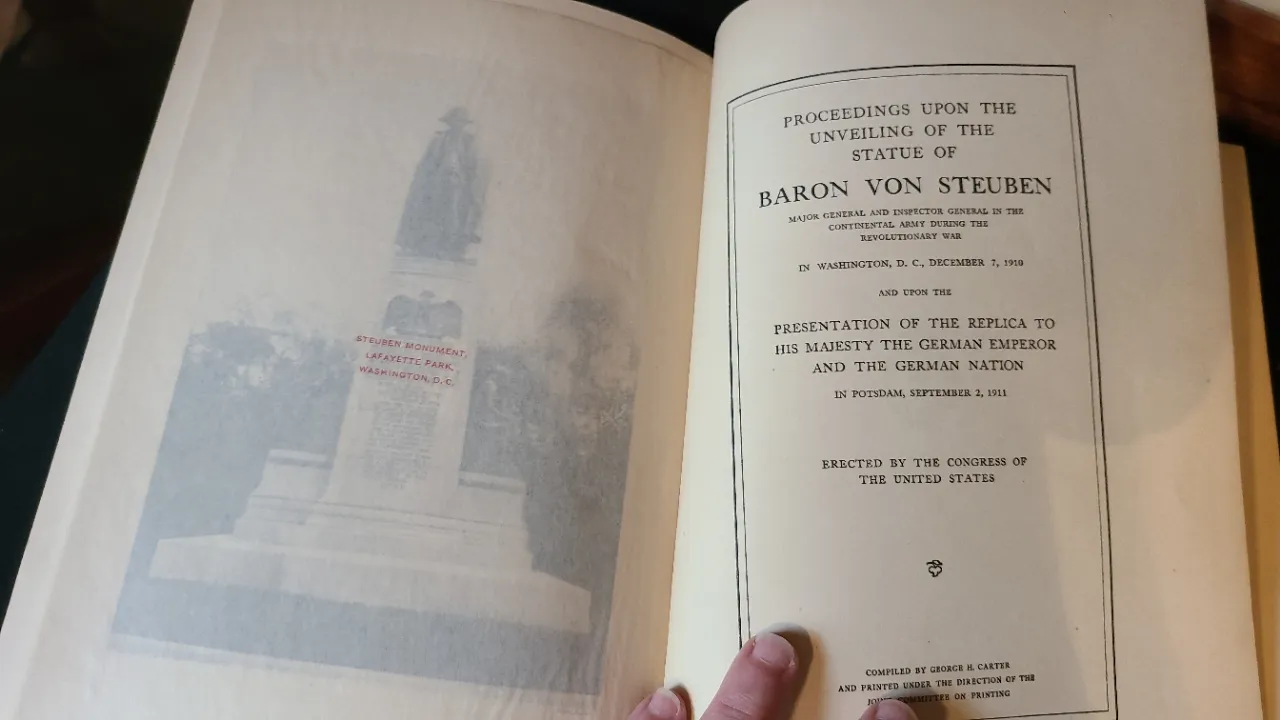 STEUBEN MONUMENT,
LAFAYETTE PARK,
WASHINGTON, D. C.
PROCEEDINGS UPON THE
UNVEILING OF THE
STATUE OF
BARON VON STEUBEN
MAJOR GENERAL AND INSPECTOR GENERAL IN THE
CONTINENTAL ARMY DURING THE
REVOLUTIONARY WAR
IN WASHINGTON, D. C., DECEMBER 7, 1910
AND UPON THE
PRESENTATION OF THE REPLICA TO
HIS MAJESTY THE GERMAN EMPEROR
AND THE GERMAN NATION
IN POTSDAM, SEPTEMBER 2, 1911
ERECTED BY THE CONGRESS OF
THE UNITED STATES
COMPILED BY GEORGE H. CARTER
AND PRINTED UNDER THE DIRECTION OF THE
JOINT COMMITTEE ON PRINTING